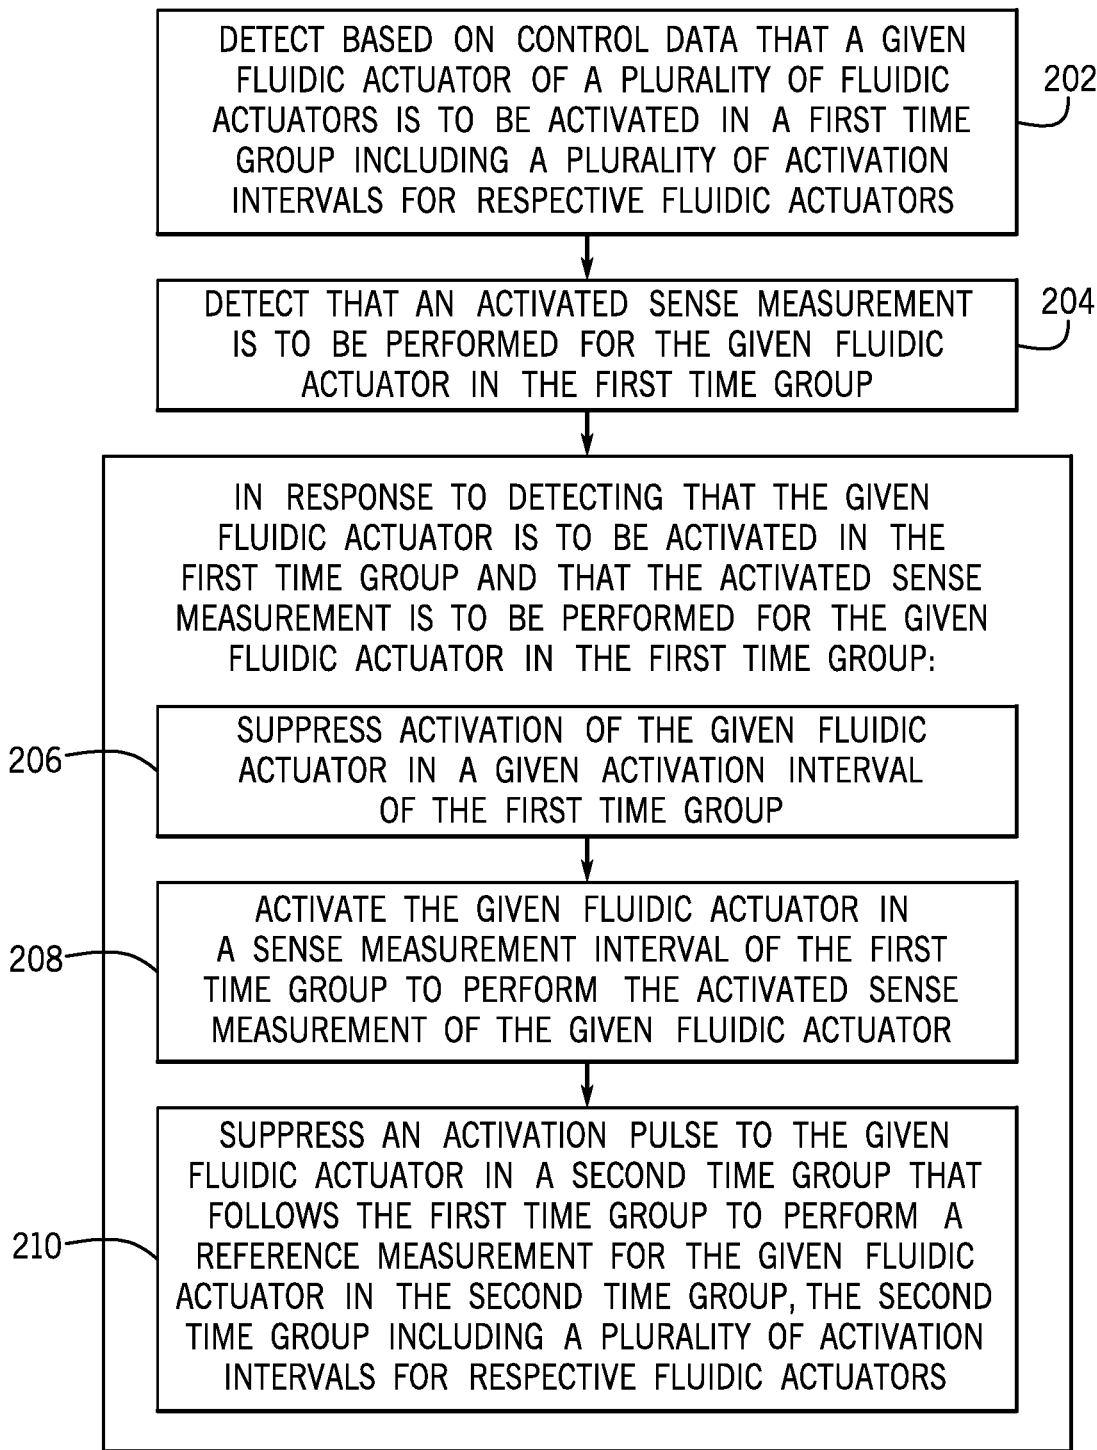 DETECT BASED ON CONTROL DATA THAT A GIVEN
FLUIDIC ACTUATOR OF A PLURALITY OF FLUIDIC
ACTUATORS IS TO BE ACTIVATED IN A FIRST TIME
GROUP INCLUDING A PLURALITY OF ACTIVATION
INTERVALS FOR RESPECTIVE FLUIDIC ACTUATORS
202
DETECT THAT AN ACTIVATED SENSE MEASUREMENT
IS TO BE PERFORMED FOR THE GIVEN FLUIDIC
ACTUATOR IN THE FIRST TIME GROUP
204
IN RESPONSE TO DETECTING THAT THE GIVEN
FLUIDIC ACTUATOR IS TO BE ACTIVATED IN THE
FIRST TIME GROUP AND THAT THE ACTIVATED SENSE
MEASUREMENT IS TO BE PERFORMED FOR THE GIVEN
FLUIDIC ACTUATOR IN THE FIRST TIME GROUP:
206
SUPPRESS ACTIVATION OF THE GIVEN FLUIDIC
ACTUATOR IN A GIVEN ACTIVATION INTERVAL
OF THE FIRST TIME GROUP
208
ACTIVATE THE GIVEN FLUIDIC ACTUATOR IN
A SENSE MEASUREMENT INTERVAL OF THE FIRST
TIME GROUP TO PERFORM THE ACTIVATED SENSE
MEASUREMENT OF THE GIVEN FLUIDIC ACTUATOR
210
SUPPRESS AN ACTIVATION PULSE TO THE GIVEN
FLUIDIC ACTUATOR IN A SECOND TIME GROUP THAT
FOLLOWS THE FIRST TIME GROUP TO PERFORM A
REFERENCE MEASUREMENT FOR THE GIVEN FLUIDIC
ACTUATOR IN THE SECOND TIME GROUP, THE SECOND
TIME GROUP INCLUDING A PLURALITY OF ACTIVATION
INTERVALS FOR RESPECTIVE FLUIDIC ACTUATORS